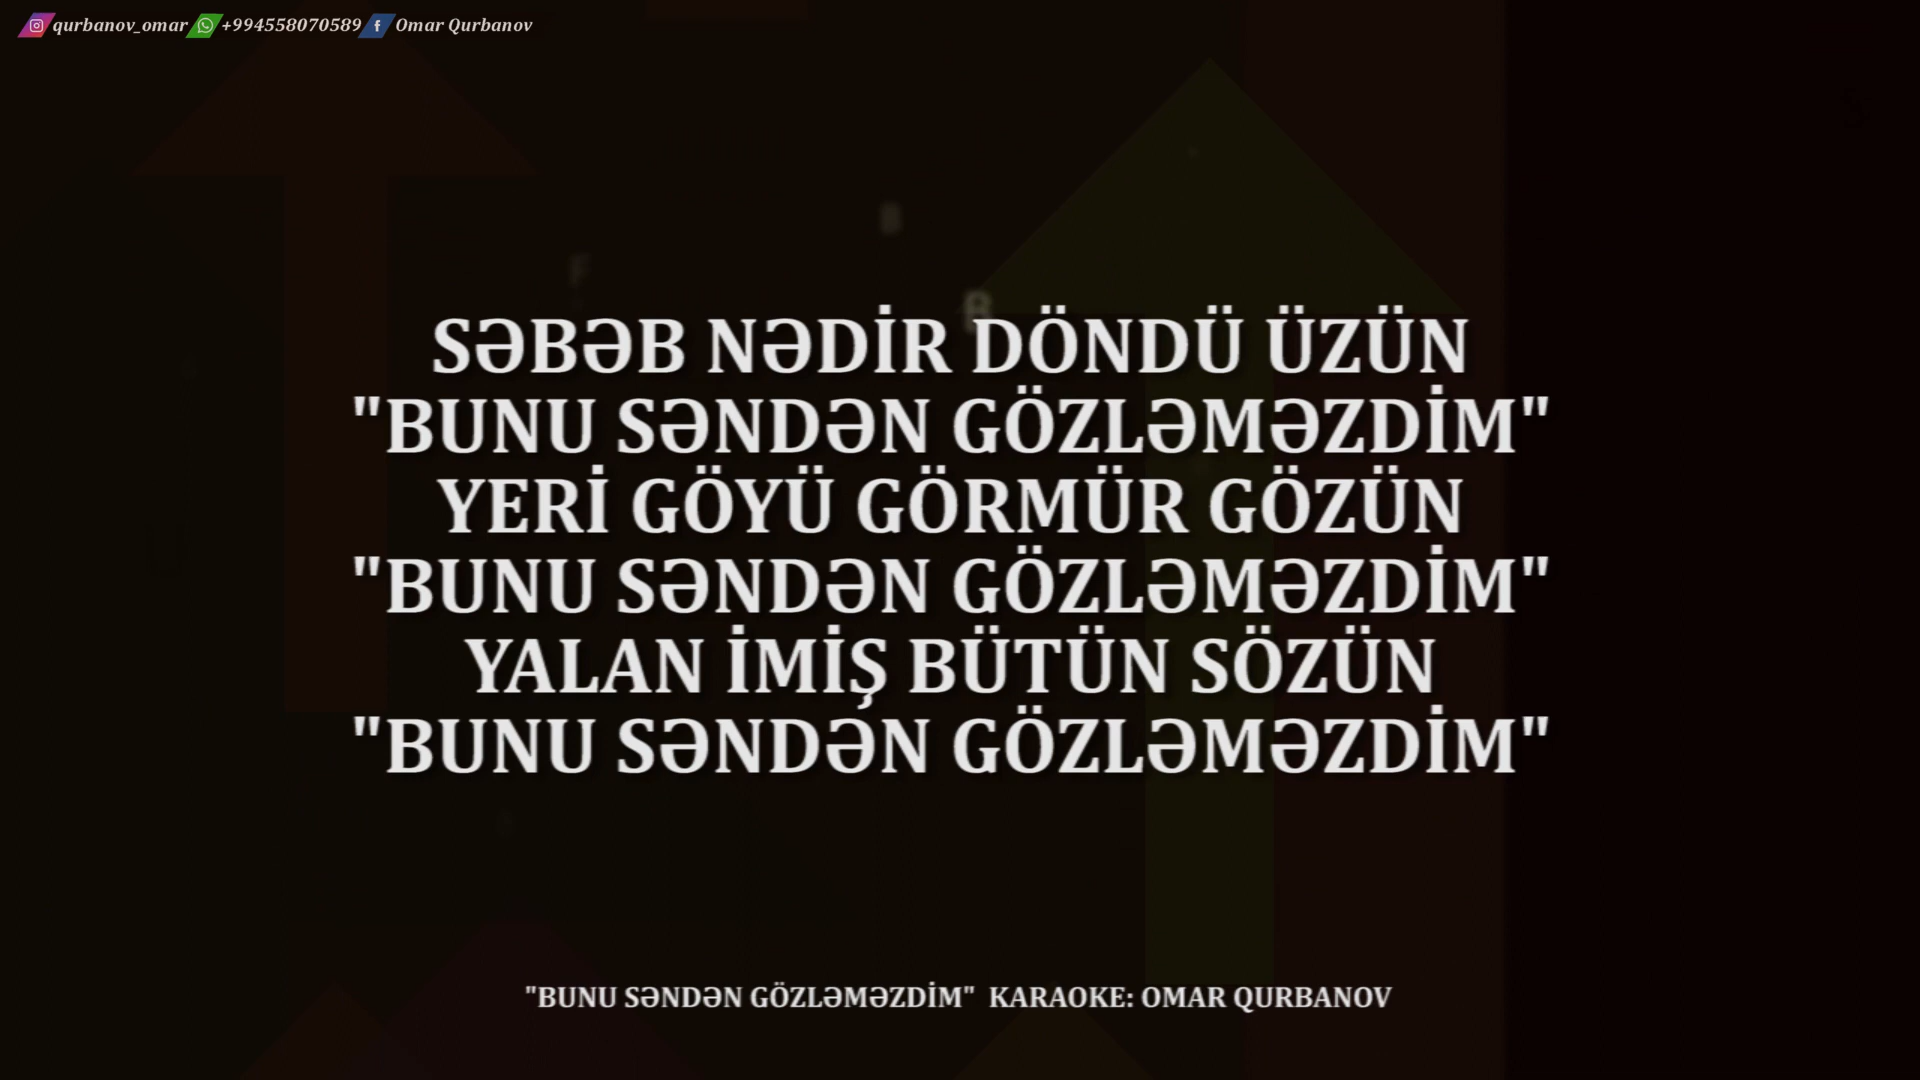 qurbanov_omar +994558070589 Omar Qurbanov
SƏBƏB NƏDİR DÖNDÜ ÜZÜN
"BUNU SƏNDƏN GÖZLƏMƏZDİM"
YERİ GÖYÜ GÖRMÜR GÖZÜN
"BUNU SƏNDƏN GÖZLƏMƏZDİM"
YALAN İMİŞ BÜTÜN SÖZÜN
"BUNU SƏNDƏN GÖZLƏMƏZDİM"
"BUNU SƏNDƏN GÖZLƏMƏZDİM" KARAOKE: OMAR QURBANOV